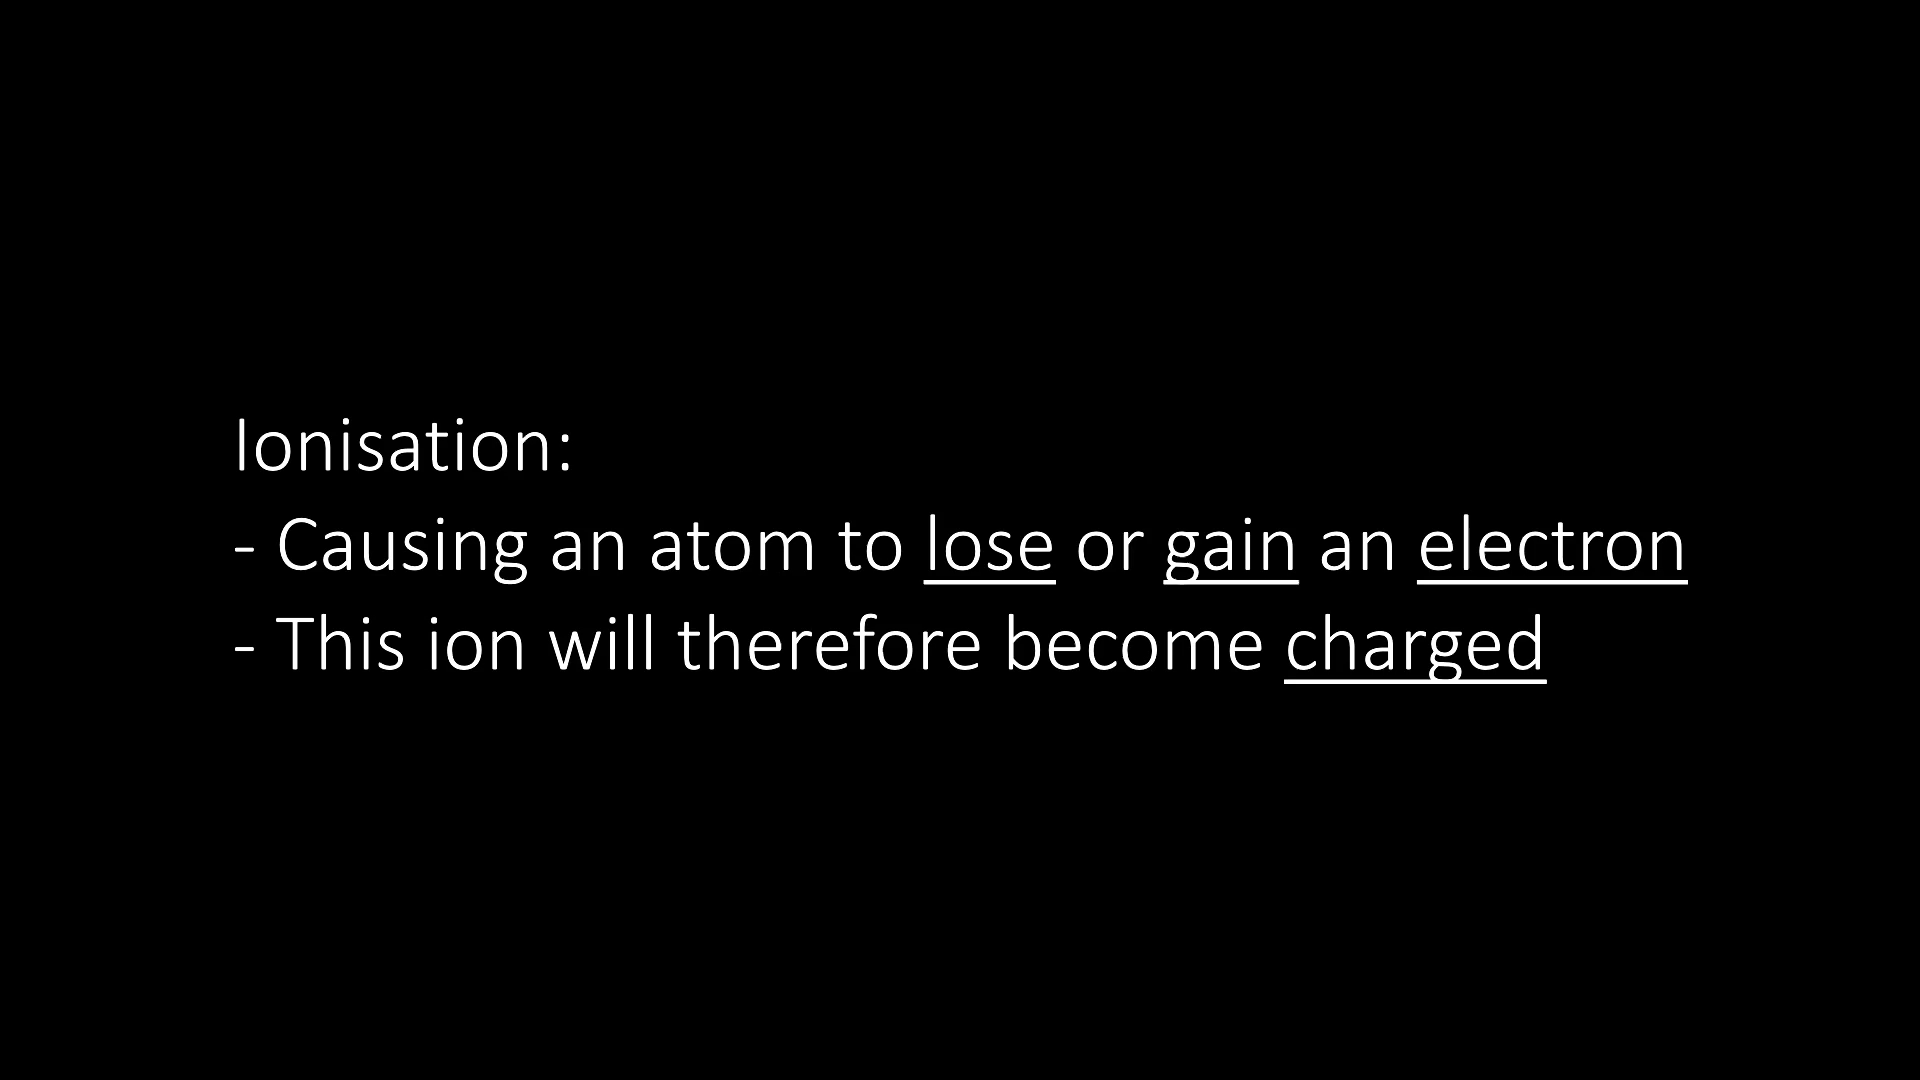 Ionisation:
- Causing an atom to lose or gain an electron
- This ion will therefore become charged